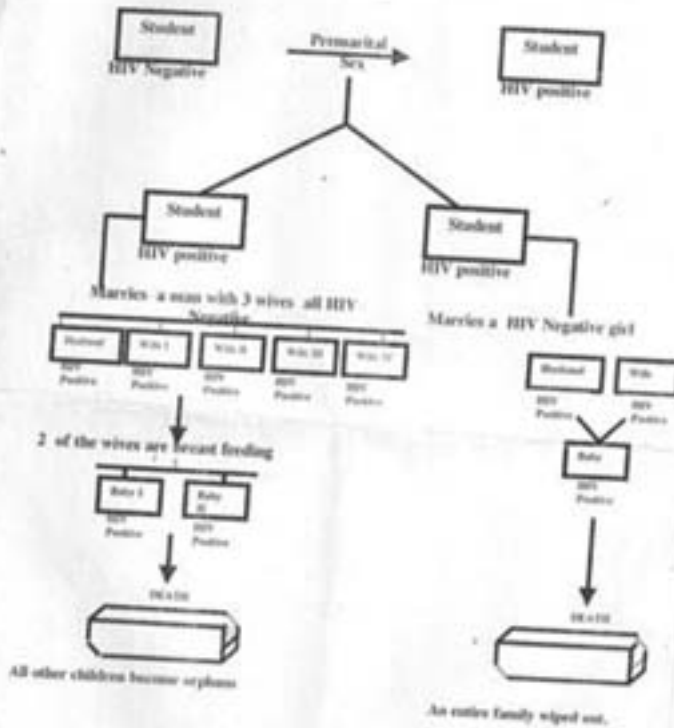 Student
HIV Negative
Premarital
Sex
Student
HIV positive
Student
HIV positive
Student
HIV positive
Marries a man with 3 wives all HIV
Negative
Marries a HIV Negative girl
Husband
HIV
Positive
Wife I
HIV
Positive
Wife II
HIV
Positive
Wife III
HIV
Positive
Wife IV
HIV
Positive
Husband
HIV
Positive
Wife
HIV
Positive
2 of the wives are breast feeding
Baby I
HIV
Positive
Baby
II
HIV
Positive
Baby
HIV
Positive
DEATH
DEATH
All other children become orphans
An entire family wiped out.